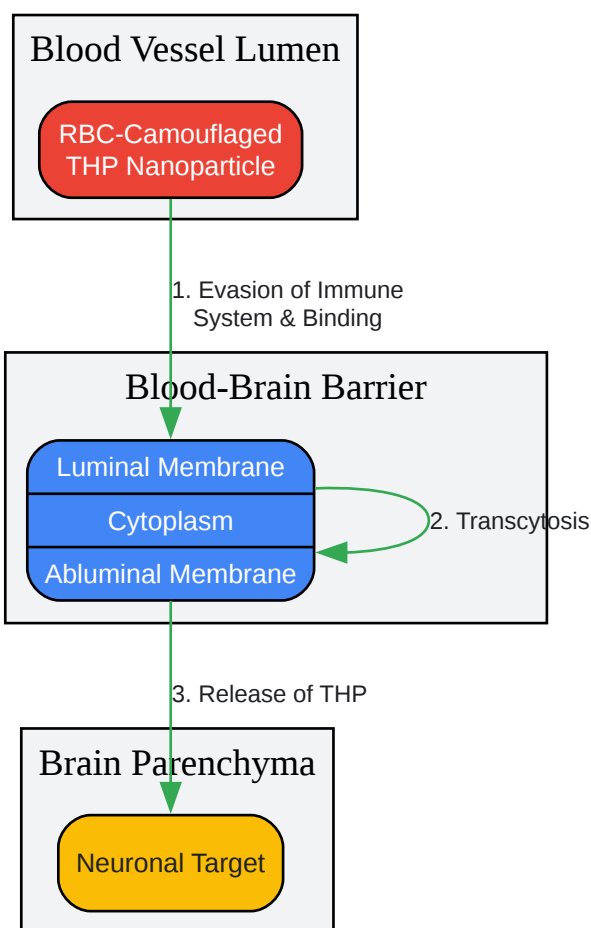 Blood Vessel Lumen
RBC-Camouflaged
THP Nanoparticle
1. Evasion of Immune
System & Binding
Blood-Brain Barrier
Luminal Membrane
Cytoplasm
2. Transcytosis
Abluminal Membrane
3. Release of THP
Brain Parenchyma
Neuronal Target